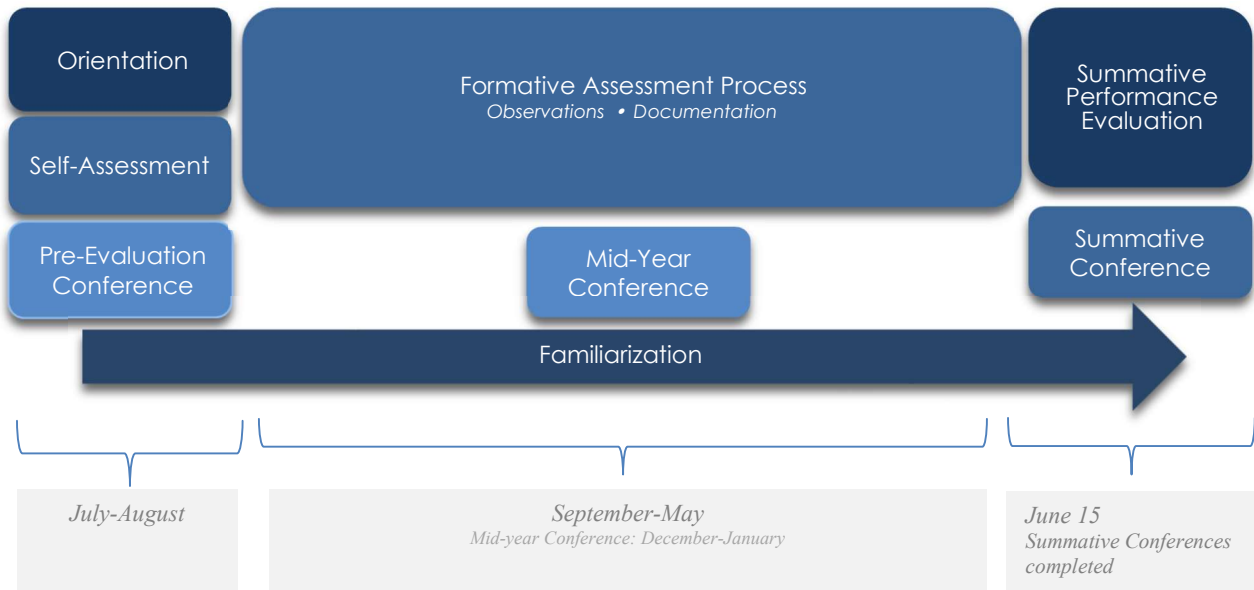 Orientation
Self-Assessment
Pre-Evaluation
Conference
Formative Assessment Process
Observations • Documentation
Mid-Year
Conference
Summative
Performance
Evaluation
Summative
Conference
Familiarization
July-August
September-May
Mid-year Conference: December-January
June 15
Summative Conferences
completed